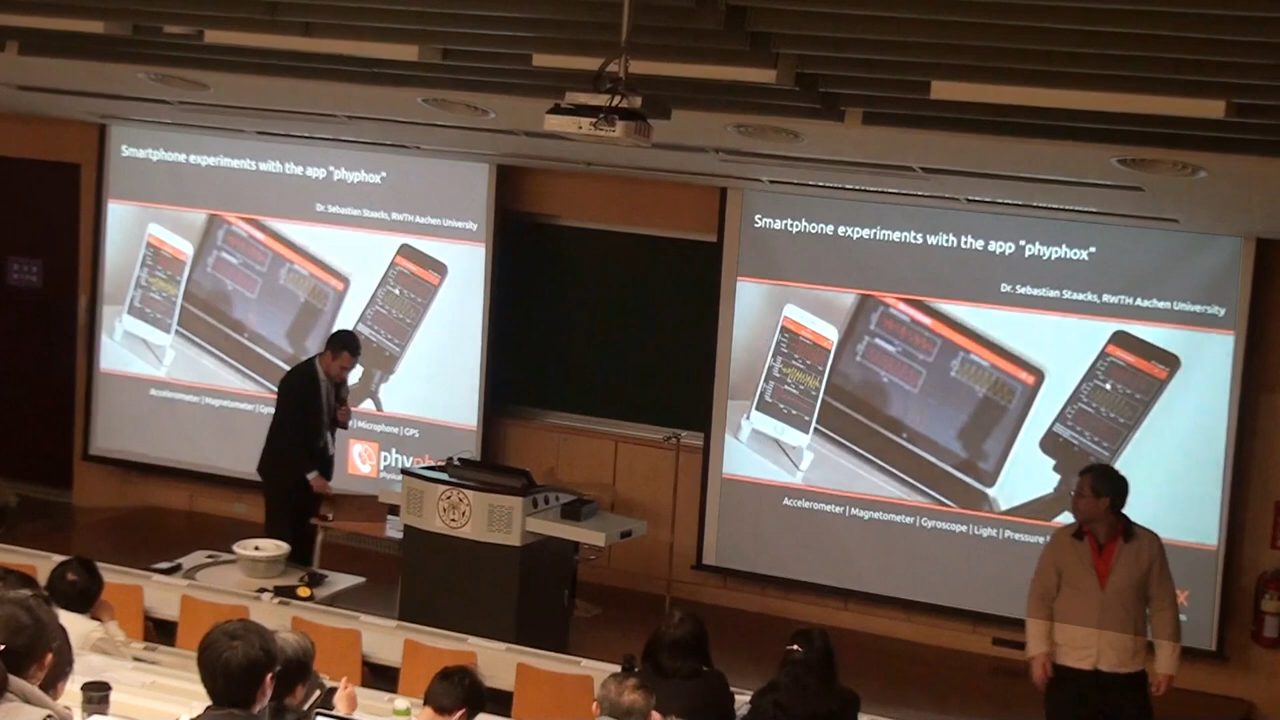 Smartphone experiments with the app "phyphox"
Dr. Sebastian Staacks, RWTH Aachen University
Accelerometer | Magnetometer | Gyro
| Microphone | GPS
phyphox
Smartphone experiments with the app "phyphox"
Dr. Sebastian Staacks, RWTH Aachen University
Accelerometer | Magnetometer | Gyroscope | Light | Pressure